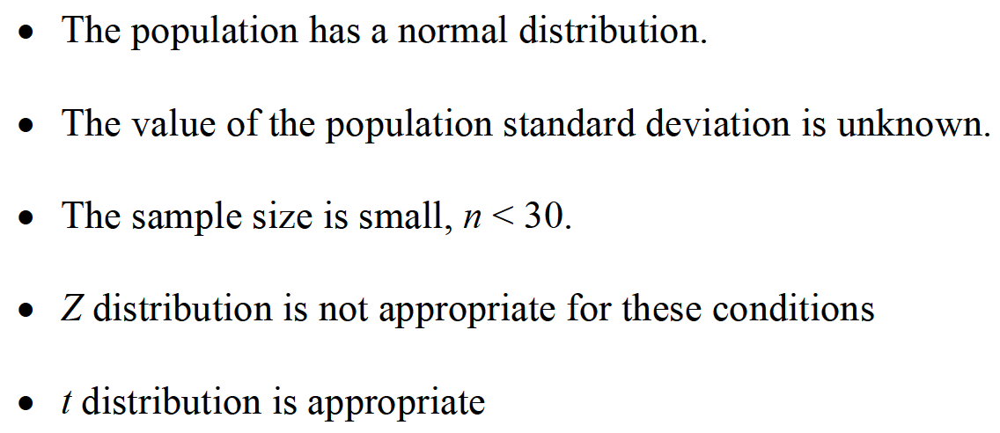 • The population has a normal distribution.
• The value of the population standard deviation is unknown.
• The sample size is small, n < 30.
• Z distribution is not appropriate for these conditions
• t distribution is appropriate